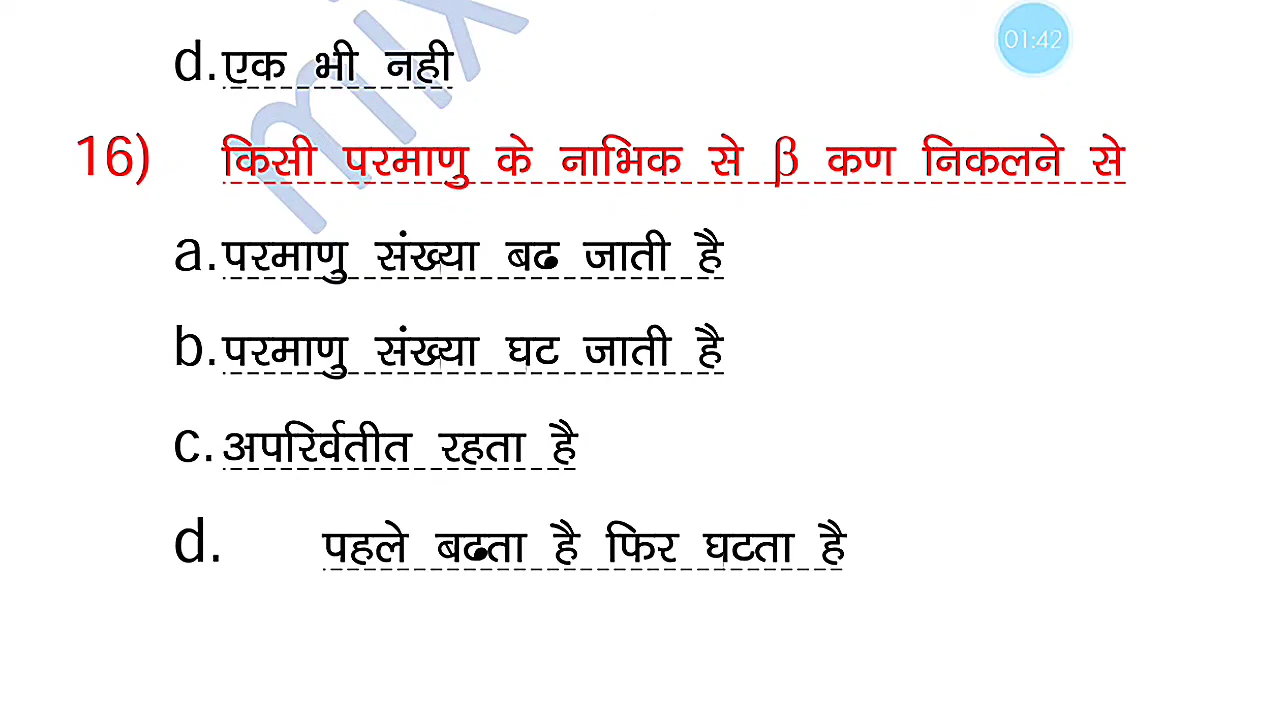 01:42
d. एक भी नही
16) किसी परमाणु के नाभिक से β कण निकलने से
a. परमाणु संख्या बढ जाती है
b. परमाणु संख्या घट जाती है
c. अपरिर्वतीत रहता है
d. पहले बढता है फिर घटता है